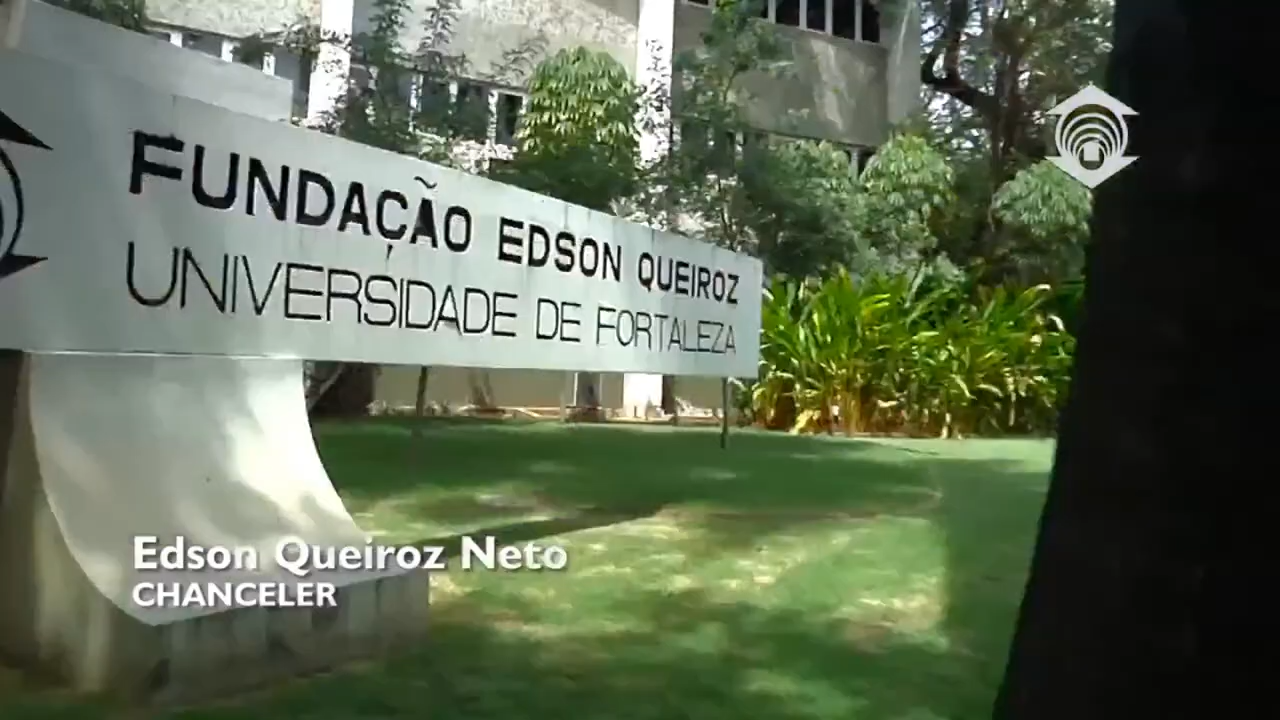 FUNDAÇÃO EDSON QUEIROZ
UNIVERSIDADE DE FORTALEZA
Edson Queiroz Neto
CHANCELER